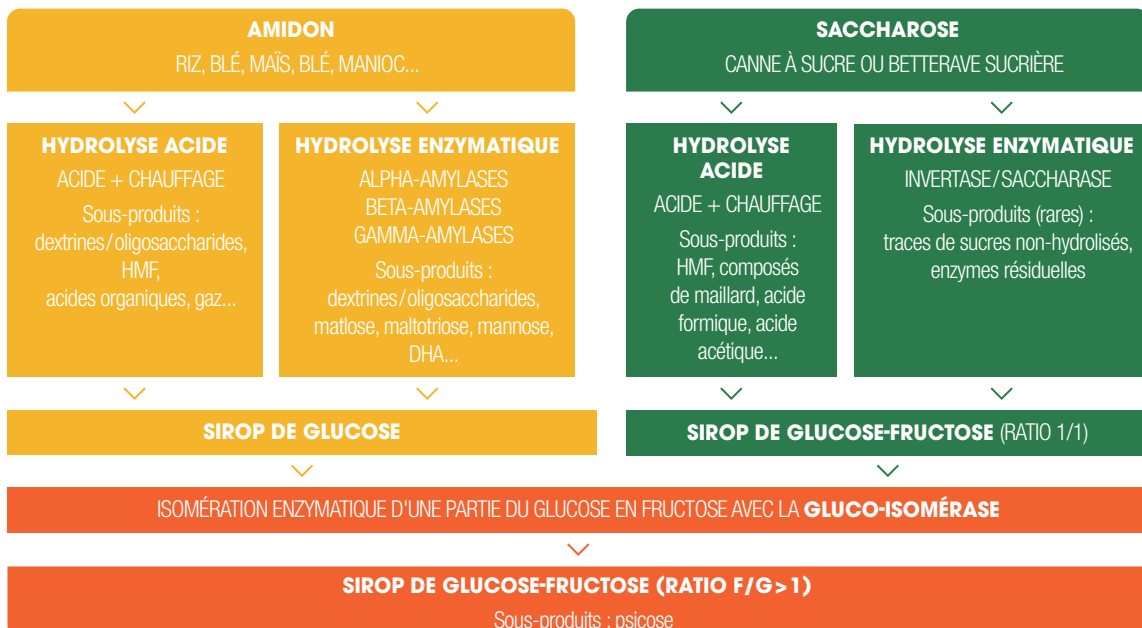 AMIDON
RIZ, BLÉ, MAÏS, BLÉ, MANIOC...
SACCHAROSE
CANNE À SUCRE OU BETTERAVE SUCRIÈRE
HYDROLYSE ACIDE
ACIDE + CHAUFFAGE
Sous-produits :
dextrines/oligosaccharides,
HMF,
acides organiques, gaz...
HYDROLYSE ENZYMATIQUE
ALPHA-AMYLASES
BETA-AMYLASES
GAMMA-AMYLASES
Sous-produits :
dextrines/oligosaccharides,
matlose, maltotriose, mannose,
DHA...
HYDROLYSE
ACIDE
ACIDE + CHAUFFAGE
Sous-produits :
HMF, composés
de maillard, acide
formique, acide
acétique...
HYDROLYSE ENZYMATIQUE
INVERTASE/SACCHARASE
Sous-produits (rares) :
traces de sucres non-hydrolisés,
enzymes résiduelles
SIROP DE GLUCOSE
SIROP DE GLUCOSE-FRUCTOSE (RATIO 1/1)
ISOMÉRATION ENZYMATIQUE D'UNE PARTIE DU GLUCOSE EN FRUCTOSE AVEC LA GLUCO-ISOMÉRASE
SIROP DE GLUCOSE-FRUCTOSE (RATIO F/G>1)
Sous-produits : psicose